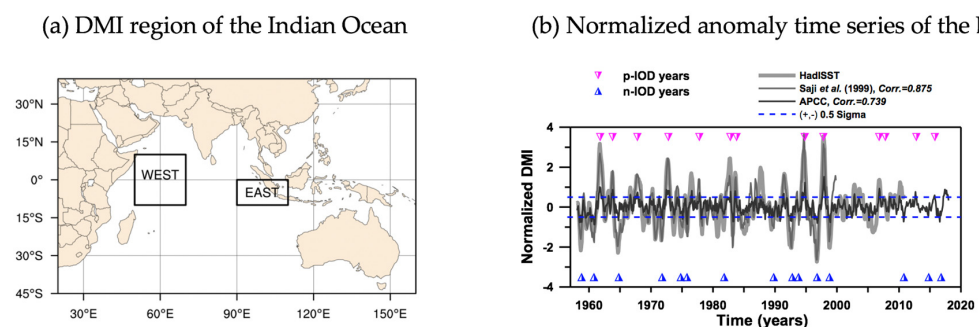 (a) DMI region of the Indian Ocean
30°N
15°N
0°
15°S
30°S
45°S
WEST
EAST
30°E
60°E
90°E
120°E
150°E
(b) Normalized anomaly time series of the
p-IOD years
n-IOD years
HadISST
Saji et al. (1999), Corr.=0.875
APCC, Corr.=0.739
(+,-) 0.5 Sigma
Normalized DMI
4
2
0
-2
-4
1960
1970
1980
1990
2000
2010
2020
Time (years)